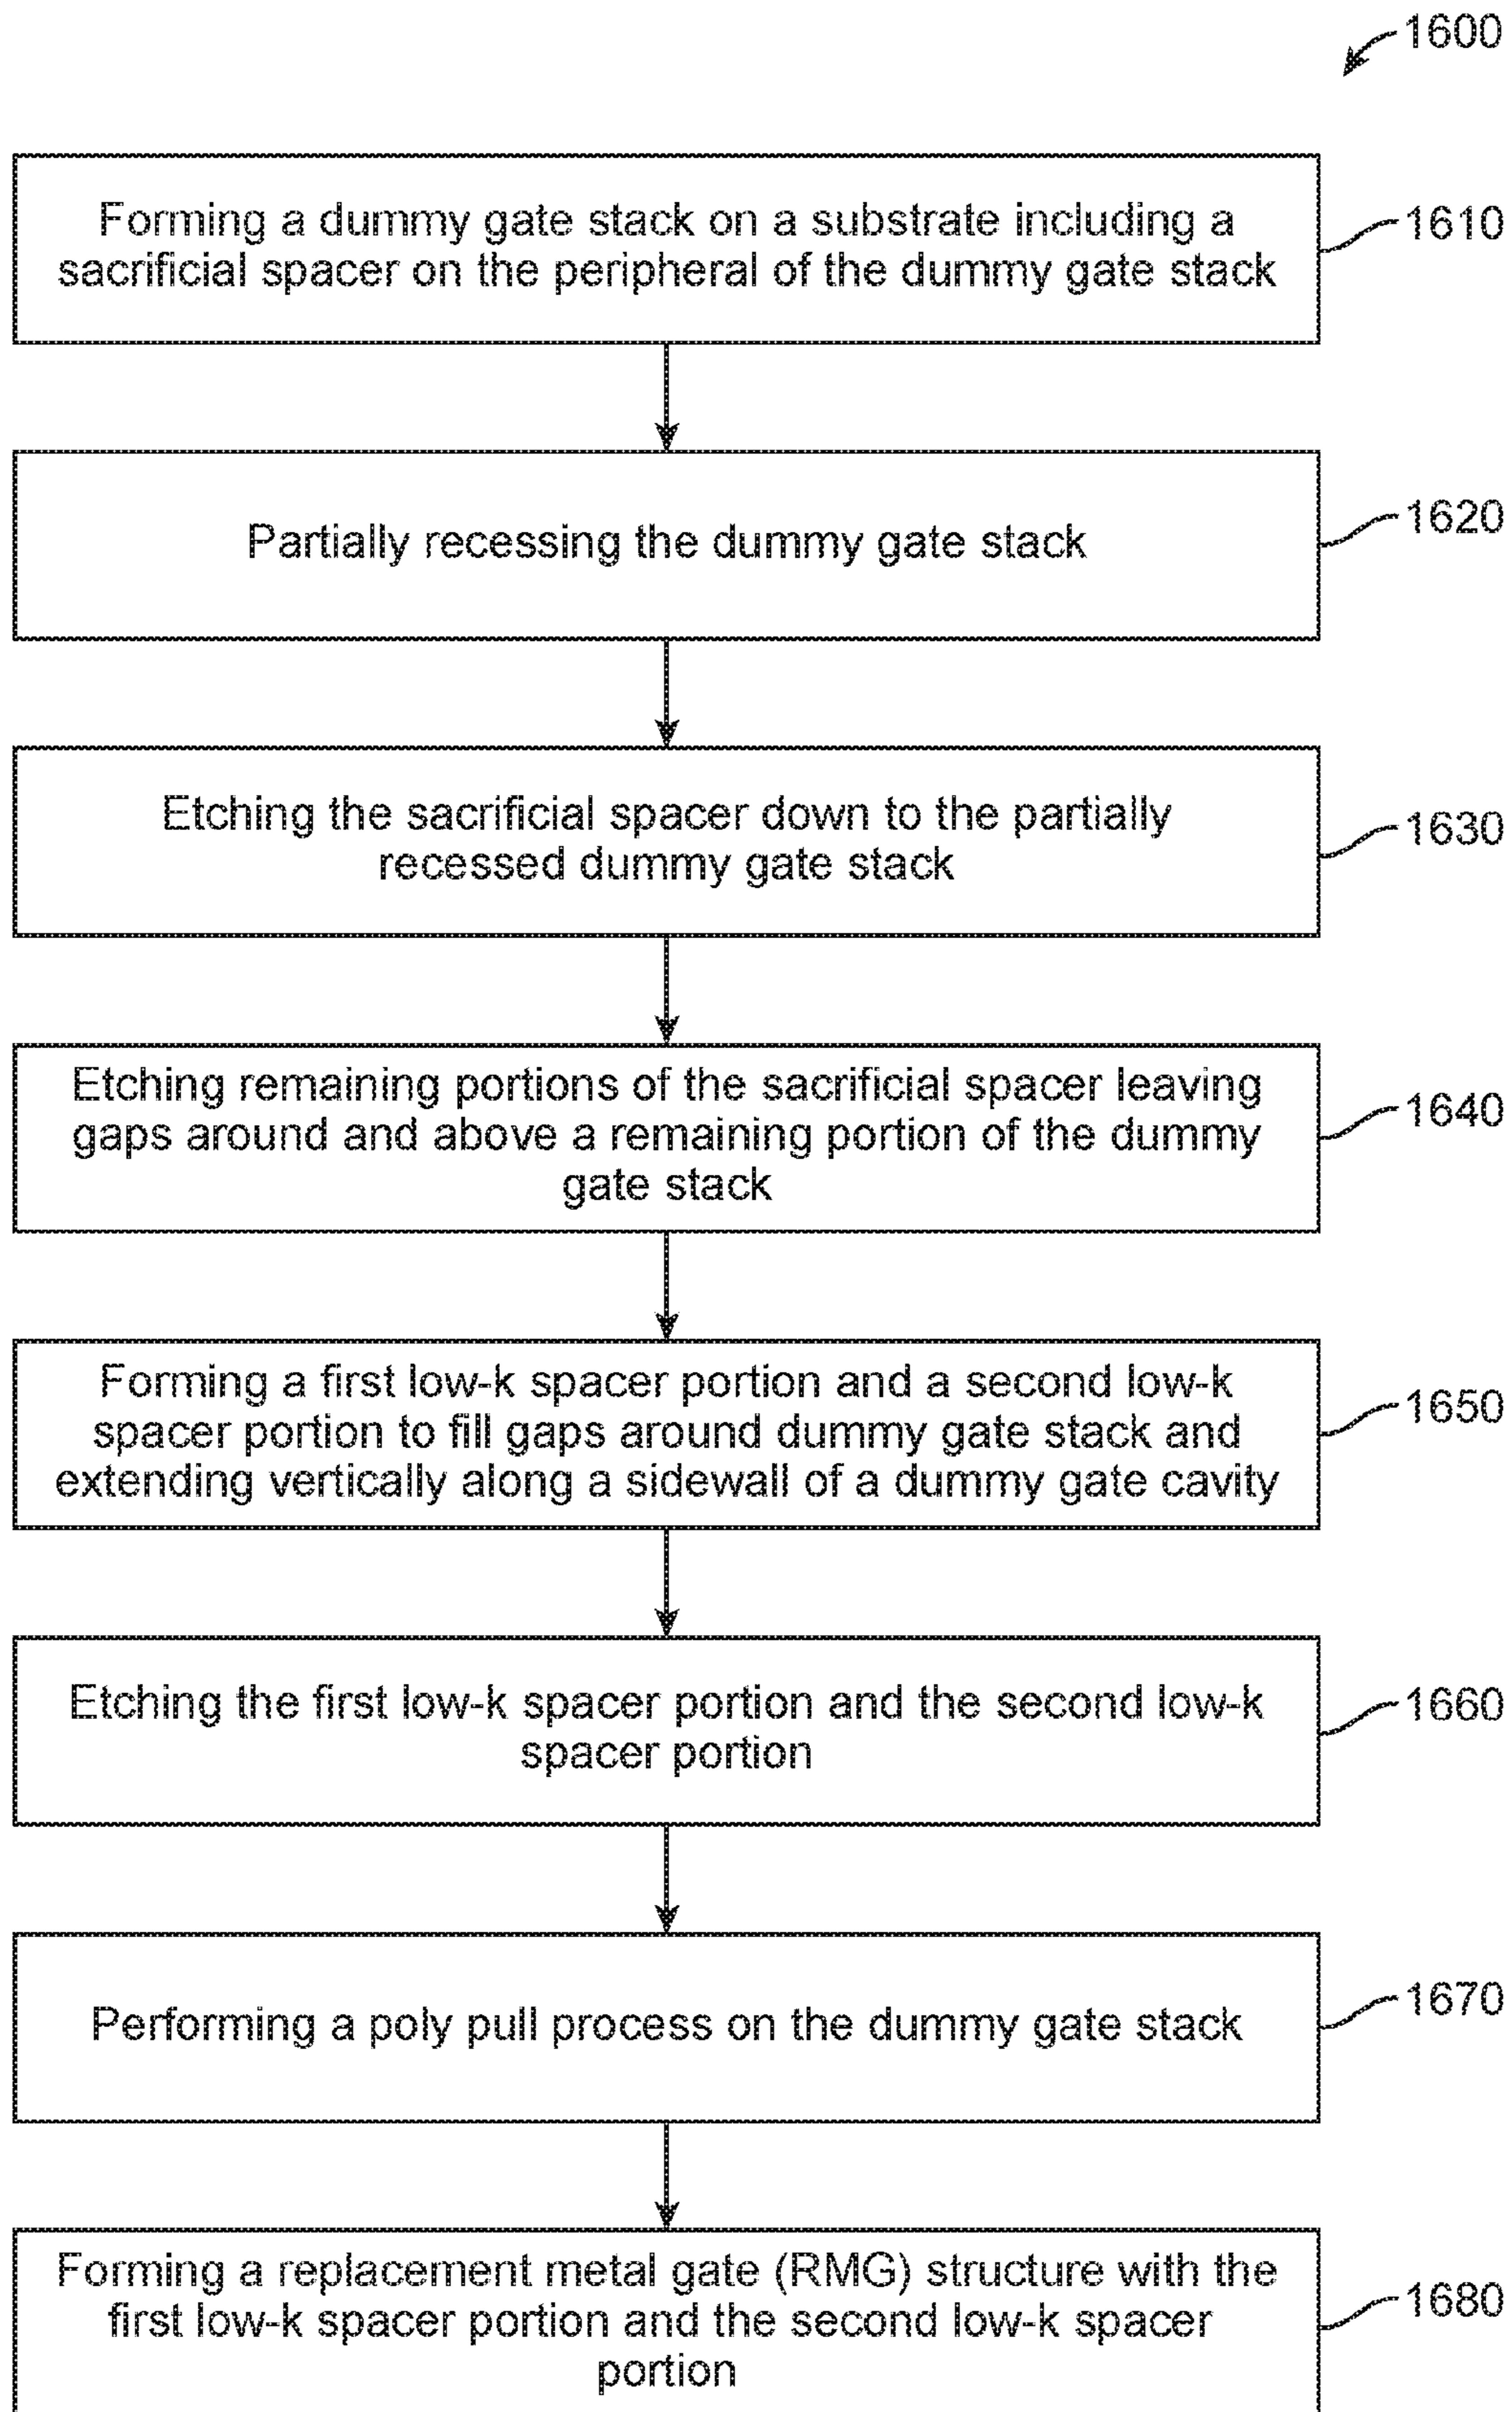 1600
Forming a dummy gate stack on a substrate including a
sacrificial spacer on the peripheral of the dummy gate stack
1610
Partially recessing the dummy gate stack
1620
Etching the sacrificial spacer down to the partially
recessed dummy gate stack
1630
Etching remaining portions of the sacrificial spacer leaving
gaps around and above a remaining portion of the dummy
gate stack
1640
Forming a first low-k spacer portion and a second low-k
spacer portion to fill gaps around dummy gate stack and
extending vertically along a sidewall of a dummy gate cavity
1650
Etching the first low-k spacer portion and the second low-k
spacer portion
1660
Performing a poly pull process on the dummy gate stack
1670
Forming a replacement metal gate (RMG) structure with the
first low-k spacer portion and the second low-k spacer
portion
1680